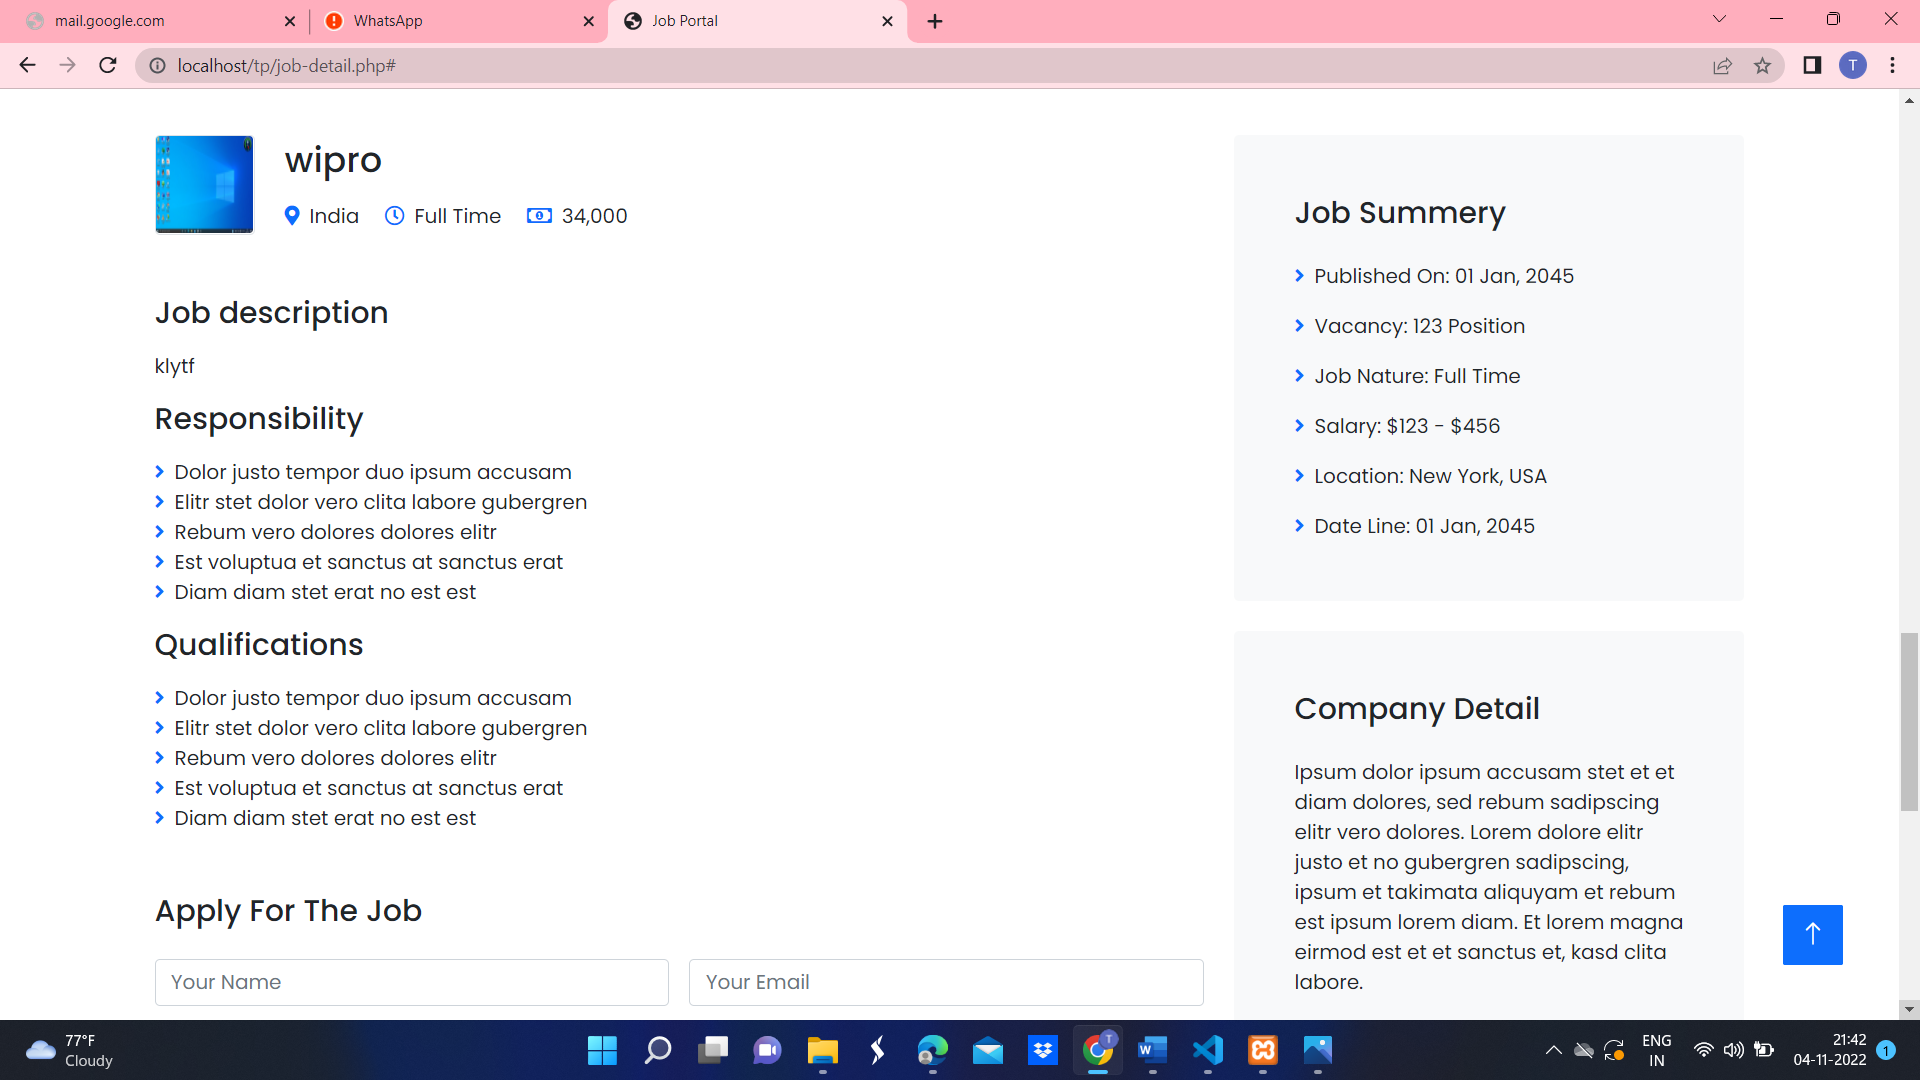 mail.google.com
WhatsApp
Job Portal
localhost/tp/job-detail.php#
T
wipro
India
Full Time
34,000
Job description
klytf
Responsibility
Dolor justo tempor duo ipsum accusam
Elitr stet dolor vero clita labore gubergren
Rebum vero dolores dolores elitr
Est voluptua et sanctus at sanctus erat
Diam diam stet erat no est est
Qualifications
Dolor justo tempor duo ipsum accusam
Elitr stet dolor vero clita labore gubergren
Rebum vero dolores dolores elitr
Est voluptua et sanctus at sanctus erat
Diam diam stet erat no est est
Apply For The Job
Your Name
Your Email
Job Summery
Published On: 01 Jan, 2045
Vacancy: 123 Position
Job Nature: Full Time
Salary: $123 - $456
Location: New York, USA
Date Line: 01 Jan, 2045
Company Detail
Ipsum dolor ipsum accusam stet et et
diam dolores, sed rebum sadipscing
elitr vero dolores. Lorem dolore elitr
justo et no gubergren sadipscing,
ipsum et takimata aliquyam et rebum
est ipsum lorem diam. Et lorem magna
eirmod est et et sanctus et, kasd clita
labore.
77°F
Cloudy
T
W
ENG
IN
21:42
04-11-2022
1